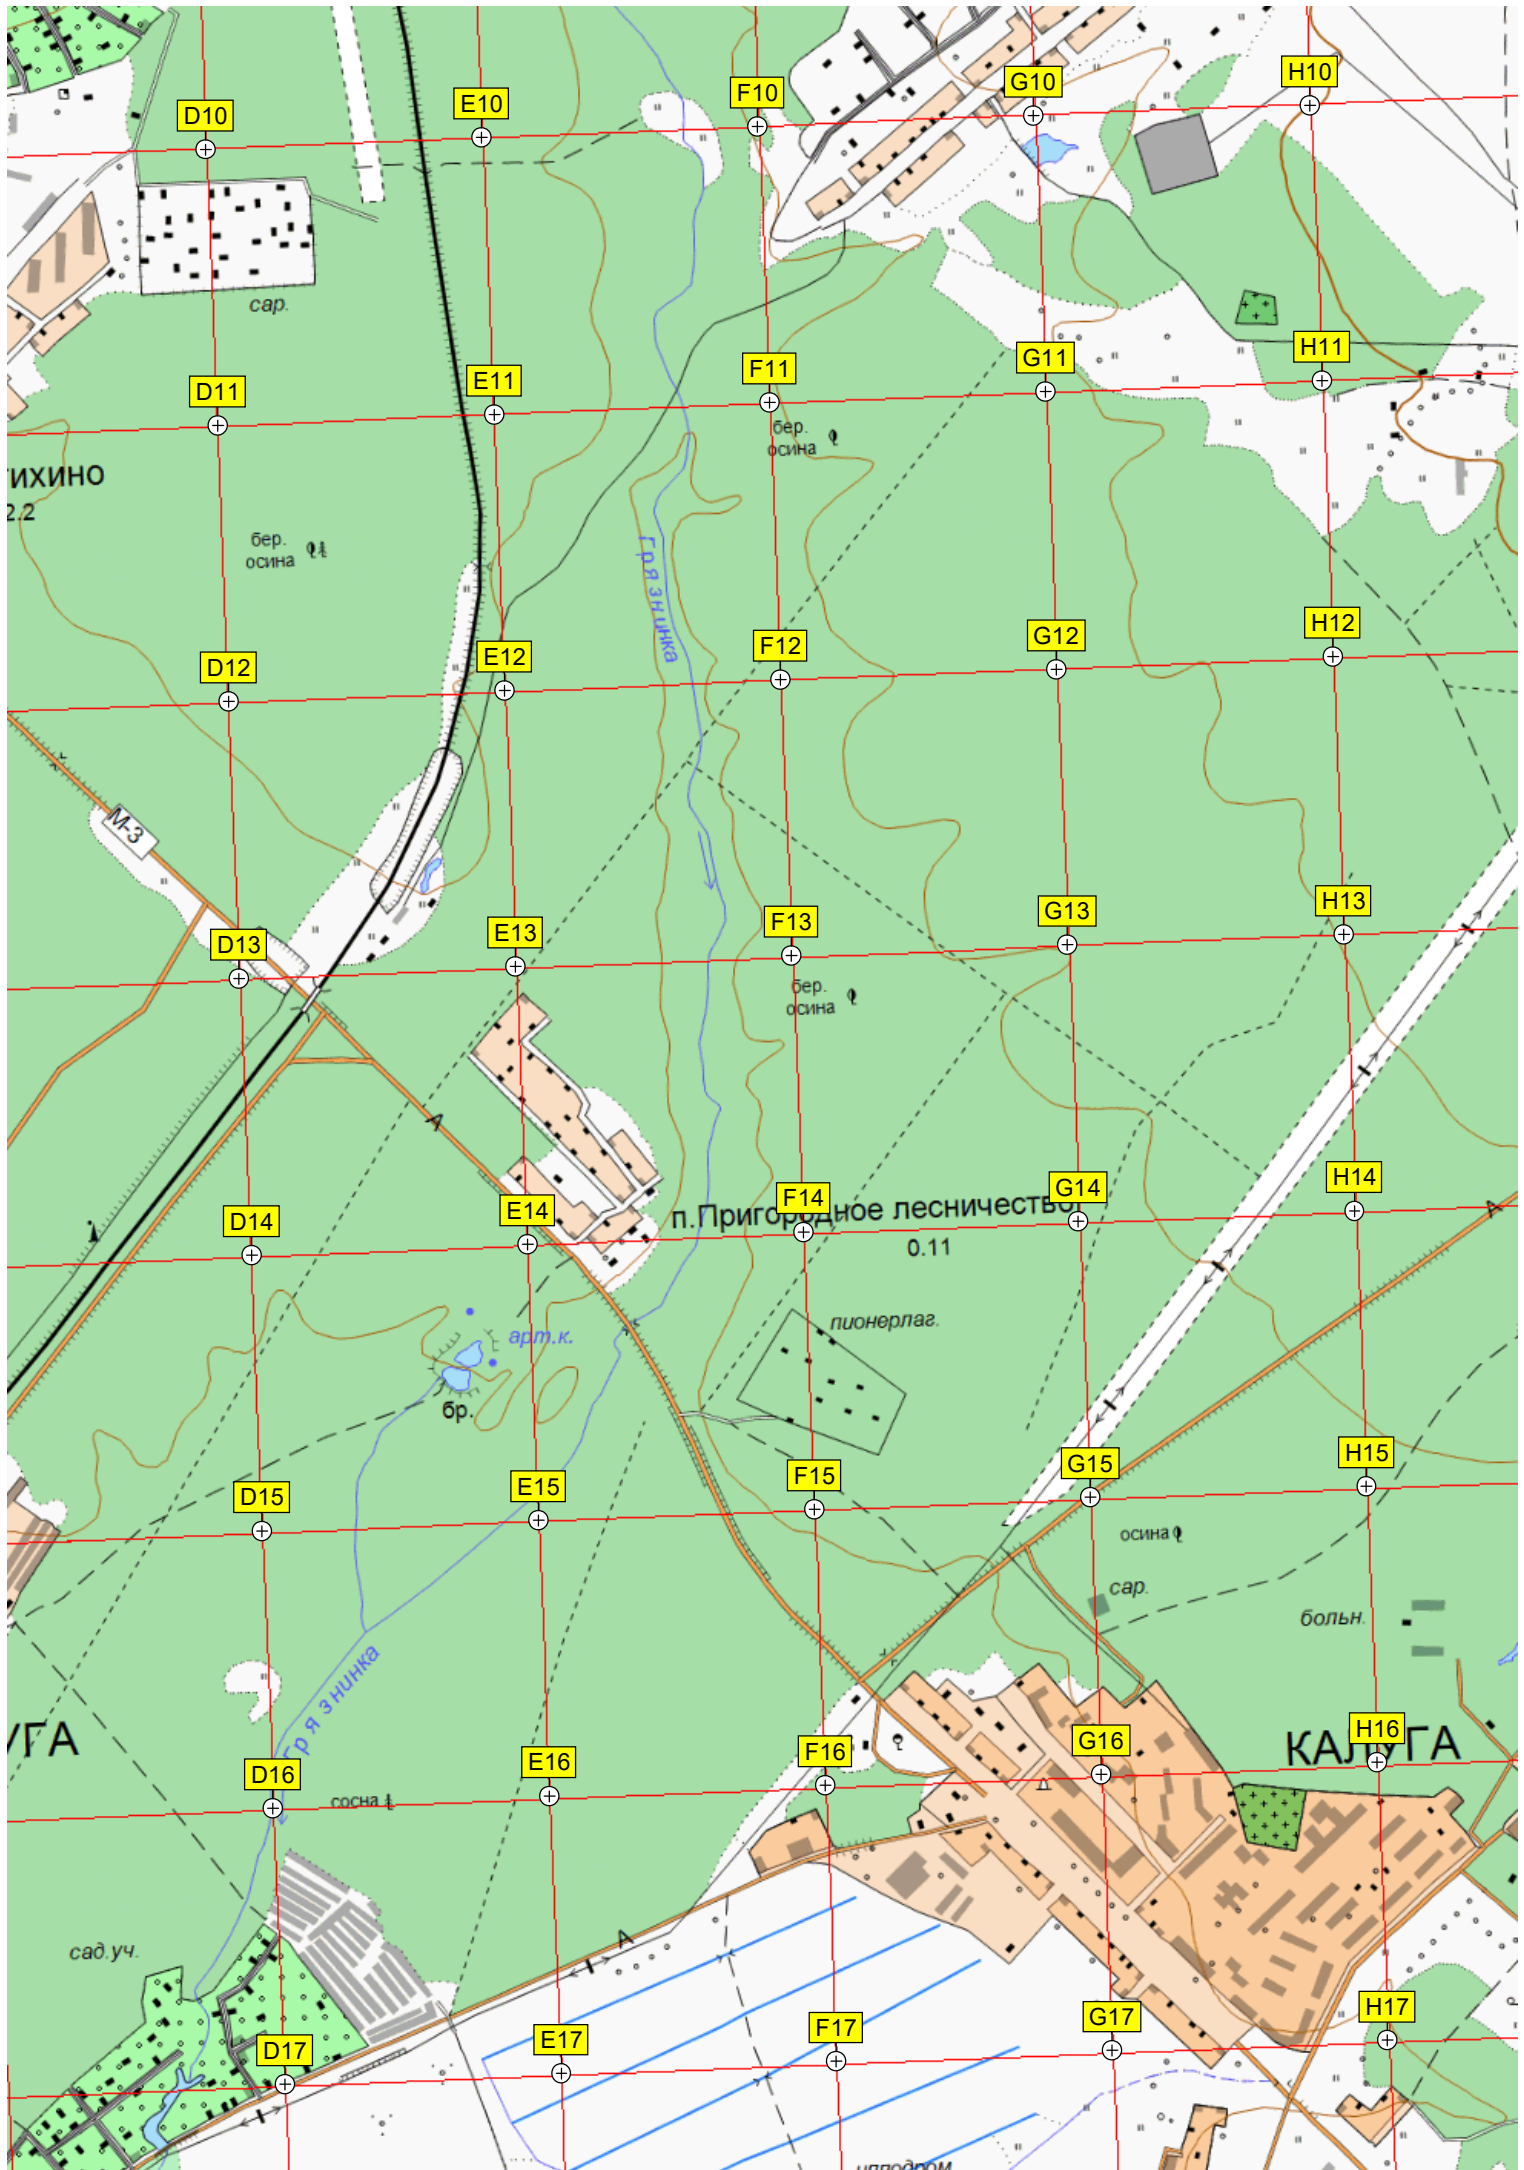 D10
E10
F10
G10
H10
сар.
D11
E11
F11
G11
H11
бер.
осина
тихино
2.2
бер.
осина
Грязнинка
D12
E12
F12
G12
H12
М-3
D13
E13
F13
G13
H13
бер.
осина
D14
E14
F14
G14
H14
п.Пригородное лесничество
0.11
пионерлаг.
арт.к.
бр.
D15
E15
F15
G15
H15
осина
сар.
больн.
Грязнинка
УГА
КАЛУГА
D16
E16
F16
G16
H16
сосна
сад.уч.
D17
E17
F17
G17
H17
ипподром